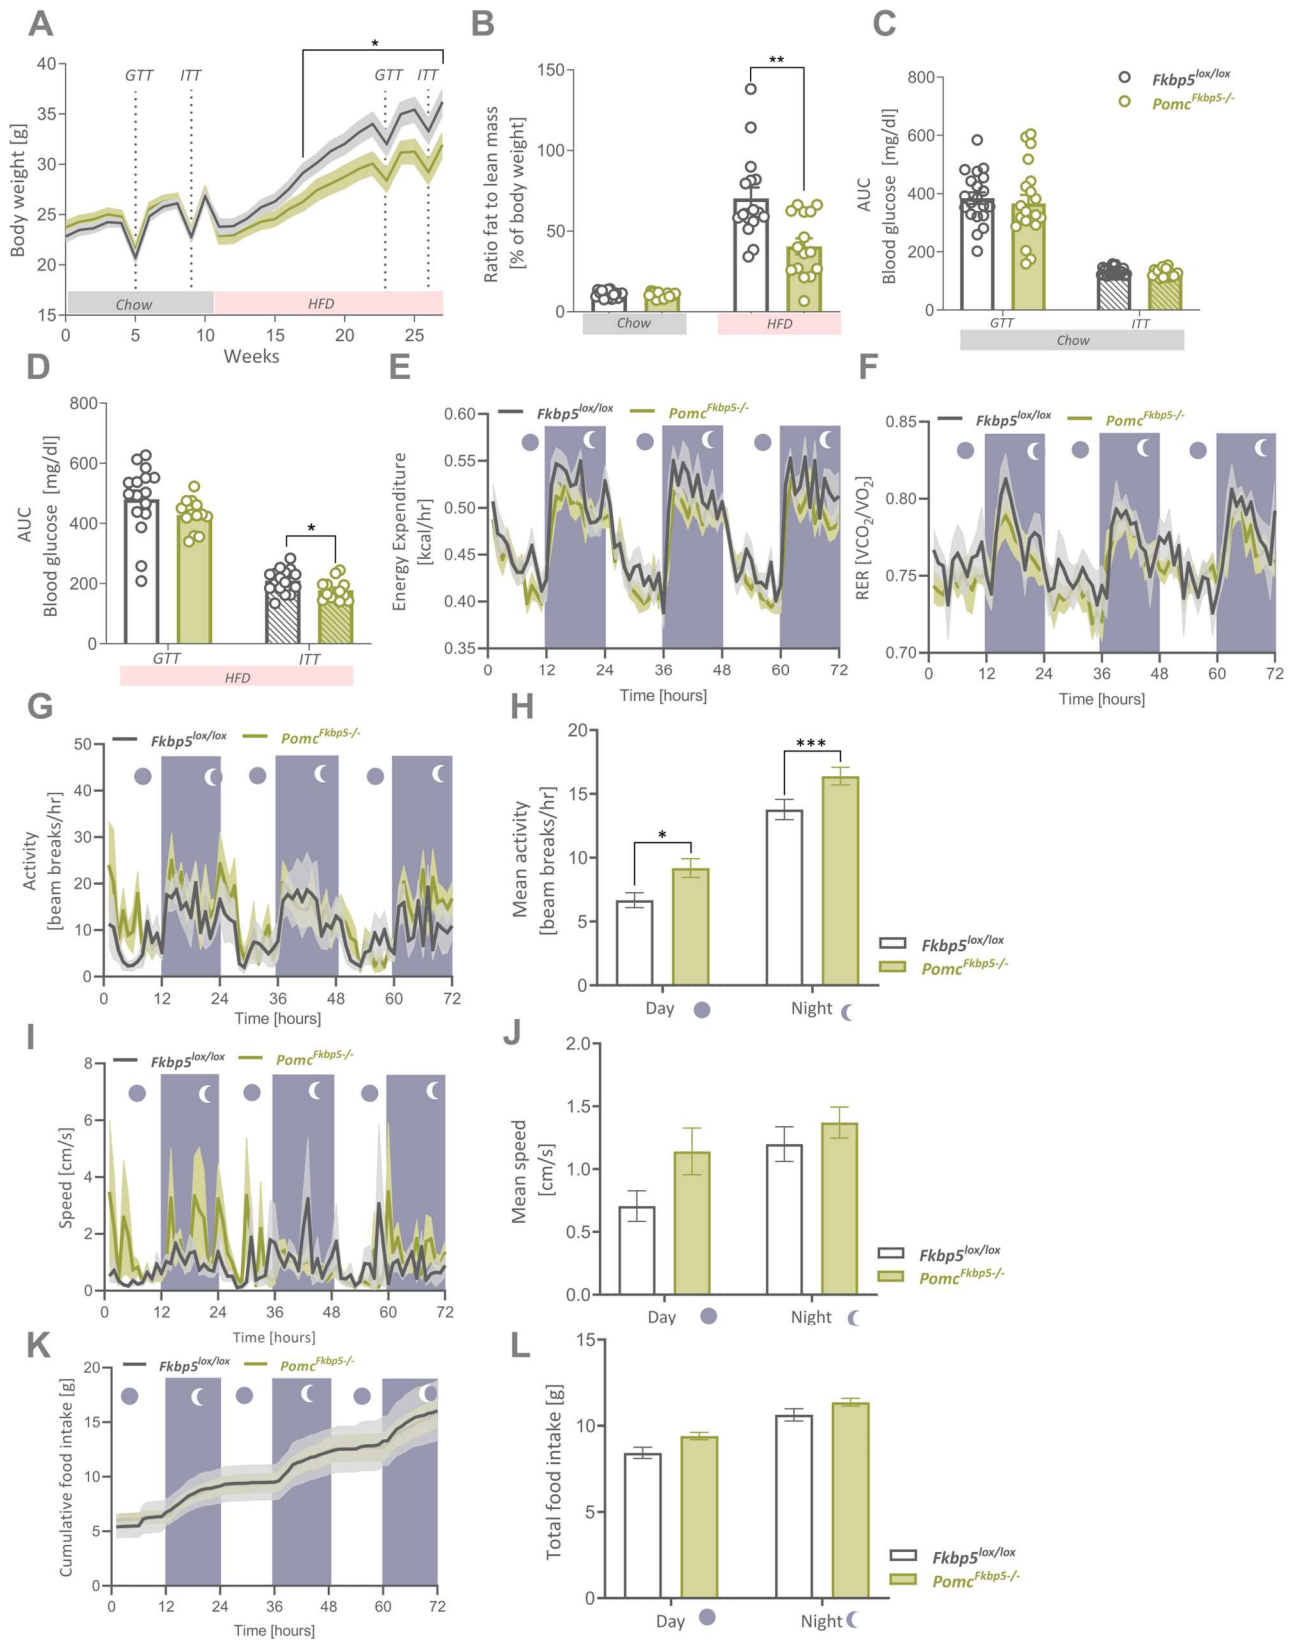 A
Body weight [g]
40
35
30
25
20
15
GTT
ITT
*
GTT
ITT
Chow
HFD
0
5
10
15
20
25
Weeks
B
Ratio fat to lean mass
[% of body weight]
150
100
50
0
**
Chow
HFD
C
AUC
Blood glucose [mg/dl]
800
600
400
200
0
Fkbp5lox/lox
PomcFkbp5-/-
GTT
ITT
Chow
D
AUC
Blood glucose [mg/dl]
800
600
400
200
0
*
GTT
ITT
HFD
E
Fkbp5lox/lox
PomcFkbp5-/-
Energy Expenditure
[kcal/hr]
0.60
0.55
0.50
0.45
0.40
0.35
0
12
24
36
48
60
72
Time [hours]
F
Fkbp5lox/lox
PomcFkbp5-/-
RER [VCO2/VO2]
0.85
0.80
0.75
0.70
0
12
24
36
48
60
72
Time [hours]
G
Fkbp5lox/lox
PomcFkbp5-/-
Activity
[beam breaks/hr]
50
40
30
20
10
0
0
12
24
36
48
60
72
Time [hours]
H
Mean activity
[beam breaks/hr]
20
15
10
5
0
*
***
Day
Night
Fkbp5lox/lox
PomcFkbp5-/-
I
Fkbp5lox/lox
PomcFkbp5-/-
Speed [cm/s]
8
6
4
2
0
0
12
24
36
48
60
72
Time [hours]
J
Mean speed
[cm/s]
2.0
1.5
1.0
0.5
0.0
Day
Night
Fkbp5lox/lox
PomcFkbp5-/-
K
Fkbp5lox/lox
PomcFkbp5-/-
Cumulative food intake [g]
20
15
10
5
0
0
12
24
36
48
60
72
Time [hours]
L
Total food intake [g]
15
10
5
0
Day
Night
Fkbp5lox/lox
PomcFkbp5-/-